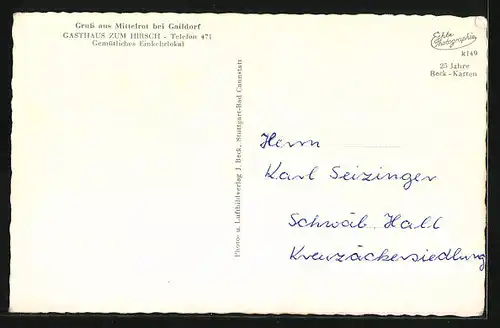 Gruß aus Mittelrot bei Gaildorf
GASTHAUS ZUM HIRSCH - Telefon 471
Gemütliches Einkehrlokal
Echte
Photographie
k149
25 Jahre
Beck-Karten
Photo- u. Luftbildverlag J. Beck, Stuttgart-Bad Cannstatt
Herrn
Karl Seizinger
Schwäb. Hall
Kreuzäckersiedlung